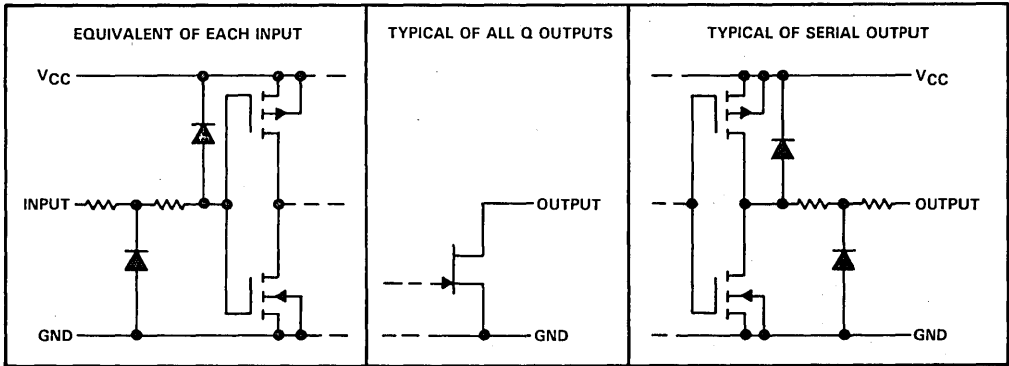 EQUIVALENT OF EACH INPUT
VCC
INPUT
GND
TYPICAL OF ALL Q OUTPUTS
OUTPUT
GND
TYPICAL OF SERIAL OUTPUT
VCC
OUTPUT
GND